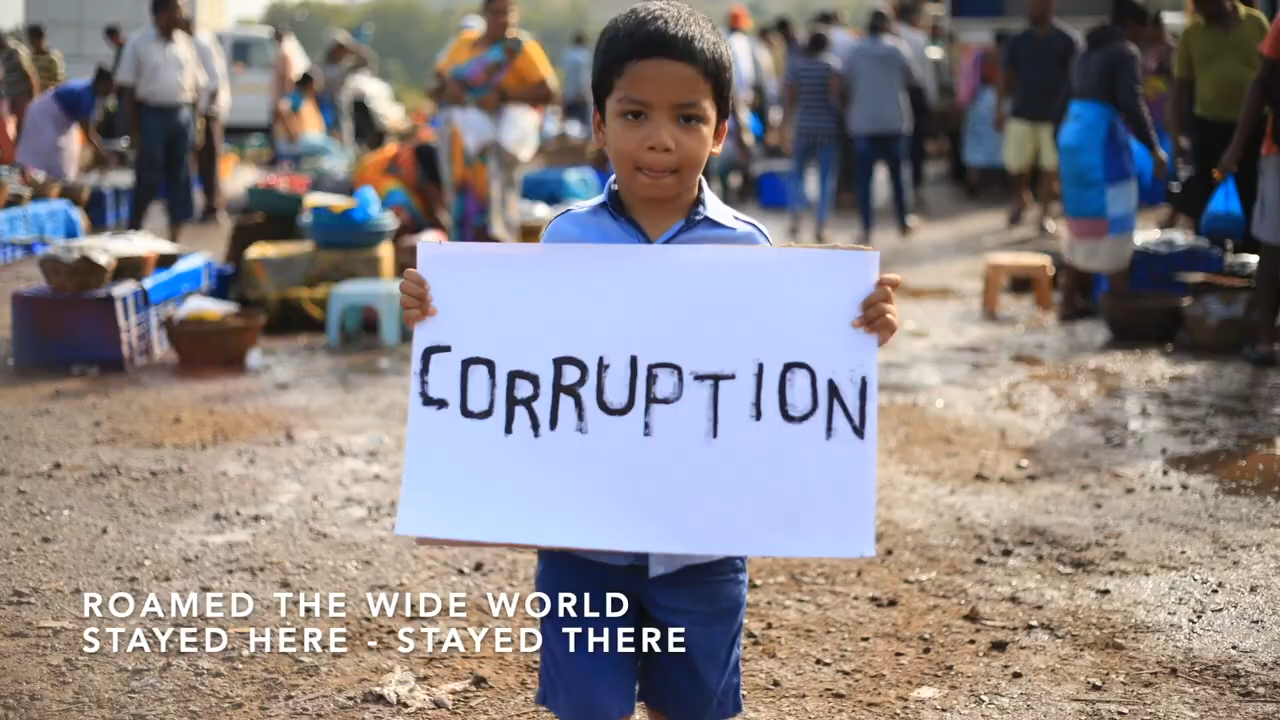 CORRUPTION
ROAMED THE WIDE WORLD
STAYED HERE - STAYED THERE